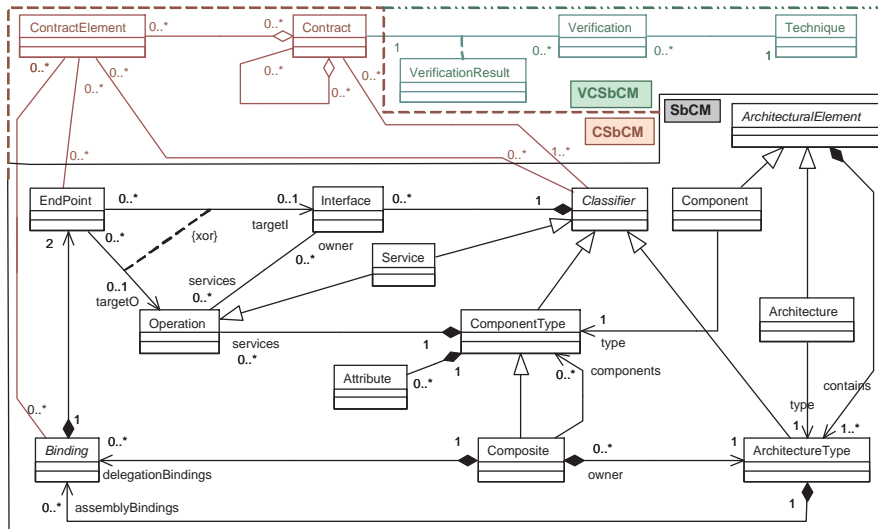 ContractElement
0..*
0..*
Contract
1
0..*
Verification
0..*
1
Technique
0..*
0..*
0..*
0..*
0..*
0..*
0..*
VerificationResult
VCSbCM
SbCM
CSbCM
ArchitecturalElement
0..*
0..*
1..*
EndPoint
0..*
0..1
Interface
0..*
1
Classifier
Component
2
0..*
{xor}
targetI
owner
0..*
Service
0..1
targetO
services
0..*
Operation
services
0..*
1
ComponentType
1
type
Architecture
Attribute
0..*
1
0..*
components
contains
type
0..*
1
1
1..*
Binding
0..*
delegationBindings
1
Composite
0..*
owner
1
ArchitectureType
0..*
assemblyBindings
1